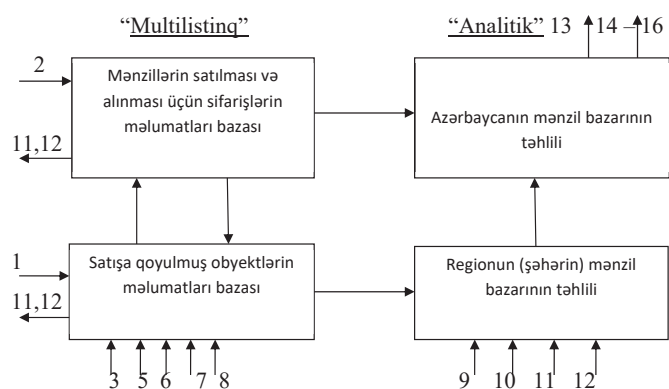 “Multilistinq”
“Analitik” 13 14 – 16
2
Mənzillərin satılması və
alınması üçün sifarişlərin
məlumatları bazası
11,12
Azərbaycanın mənzil bazarının
təhlili
1
Satışa qoyulmuş obyektlərin
məlumatları bazası
11,12
Regionun (şəhərin) mənzil
bazarının təhlili
3 5 6 7 8
9 10 11 12